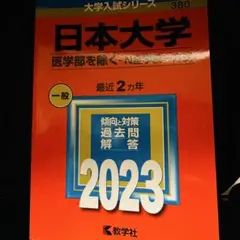 大学入試シリーズ
380
日本大学
医学部を除く
最近2カ年
一般
傾向と対策
過去問
解答
2023
教学社